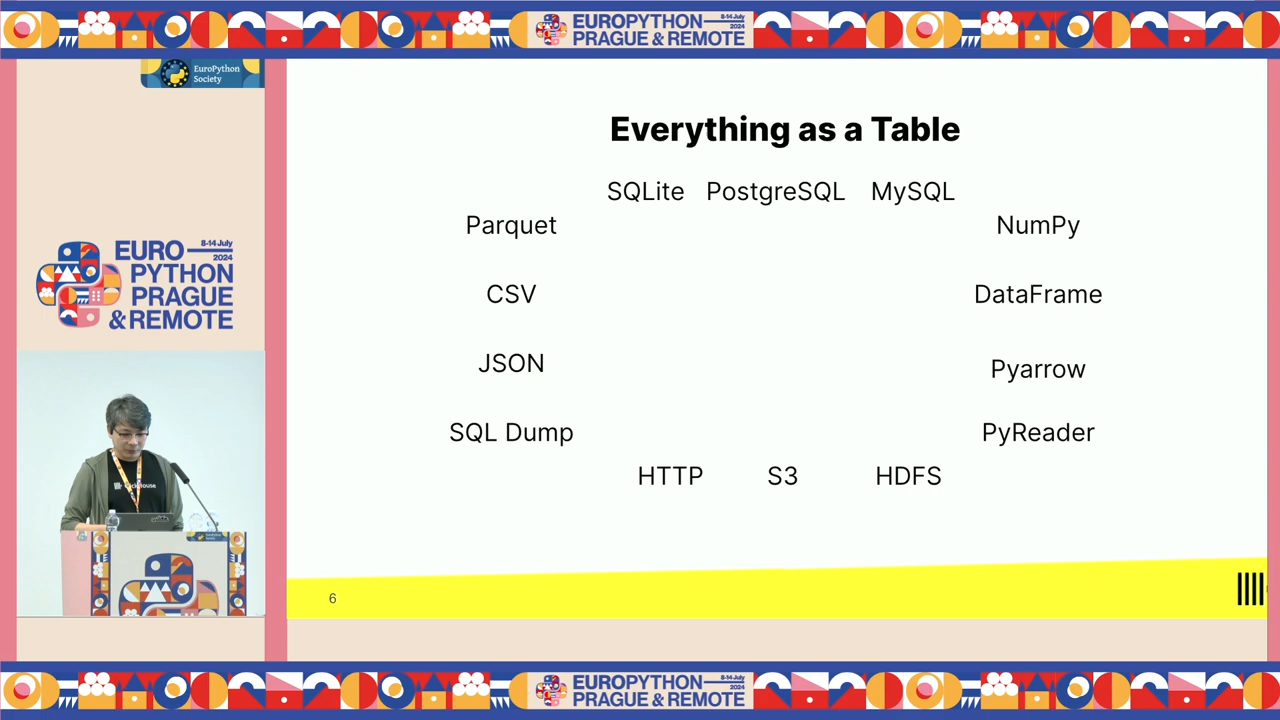 EUROPYTHON
8-14 July
2024
PRAGUE & REMOTE
EuroPython
Society
EURO
8-14 July
2024
PYTHON
PRAGUE
& REMOTE
Everything as a Table
SQLite PostgreSQL MySQL
Parquet NumPy
CSV DataFrame
JSON Pyarrow
SQL Dump PyReader
HTTP S3 HDFS
6
EUROPYTHON
8-14 July
2024
PRAGUE & REMOTE